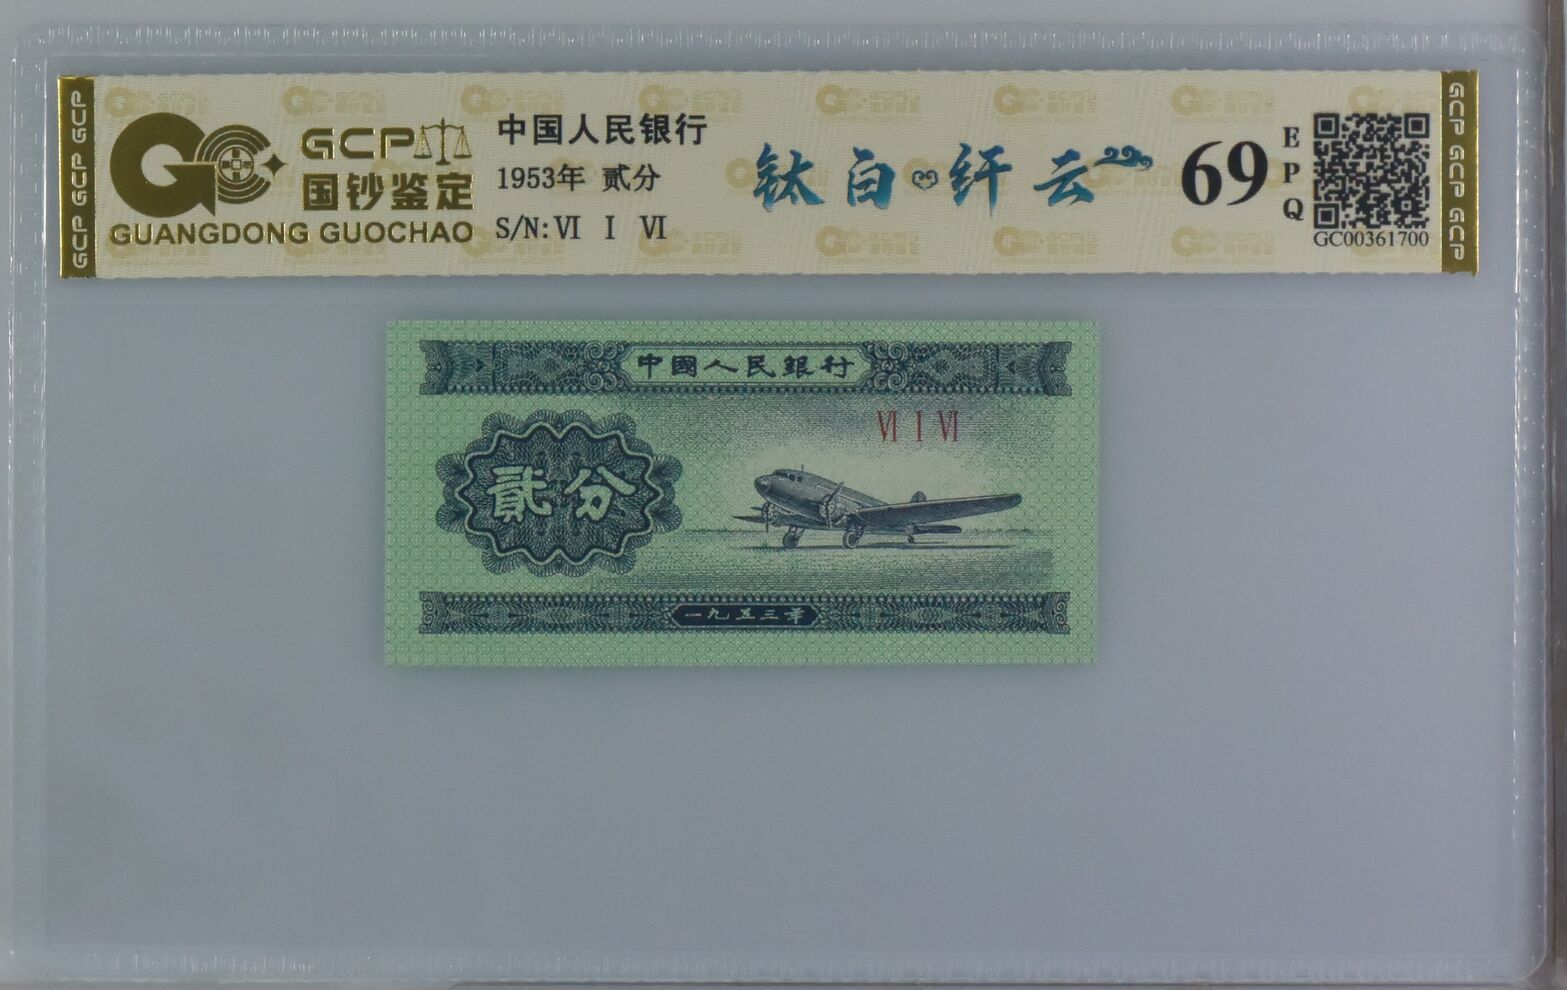 GCP GCP GCP
GCP
国钞鉴定
GUANGDONG GUOCHAO
中国人民银行
1953年 贰分
S/N:Ⅵ Ⅰ Ⅵ
钛白纤云
69
EPQ
GC00361700
GCP GCP GCP
中國人民銀行
Ⅵ Ⅰ Ⅵ
貳分
一九五三年